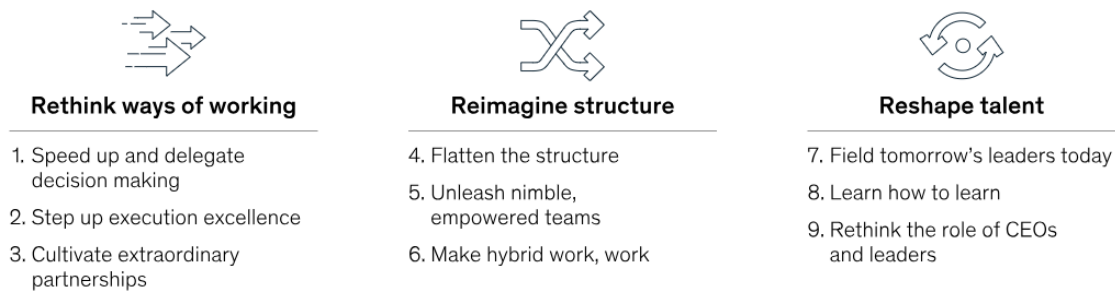 Rethink ways of working
1. Speed up and delegate
decision making
2. Step up execution excellence
3. Cultivate extraordinary
partnerships
Reimagine structure
4. Flatten the structure
5. Unleash nimble,
empowered teams
6. Make hybrid work, work
Reshape talent
7. Field tomorrow’s leaders today
8. Learn how to learn
9. Rethink the role of CEOs
and leaders